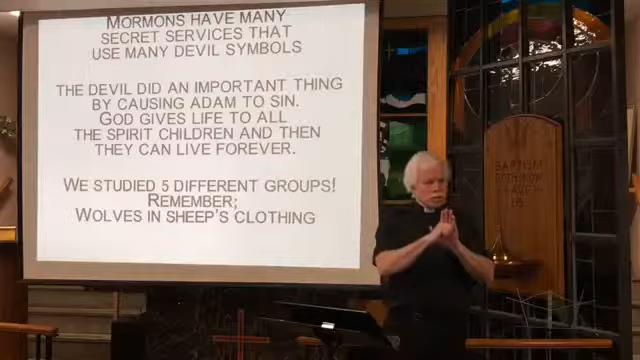 MORMONS HAVE MANY
SECRET SERVICES THAT
USE MANY DEVIL SYMBOLS
THE DEVIL DID AN IMPORTANT THING
BY CAUSING ADAM TO SIN.
GOD GIVES LIFE TO ALL
THE SPIRIT CHILDREN AND THEN
THEY CAN LIVE FOREVER.
WE STUDIED 5 DIFFERENT GROUPS!
REMEMBER;
WOLVES IN SHEEP'S CLOTHING
BAPTISM